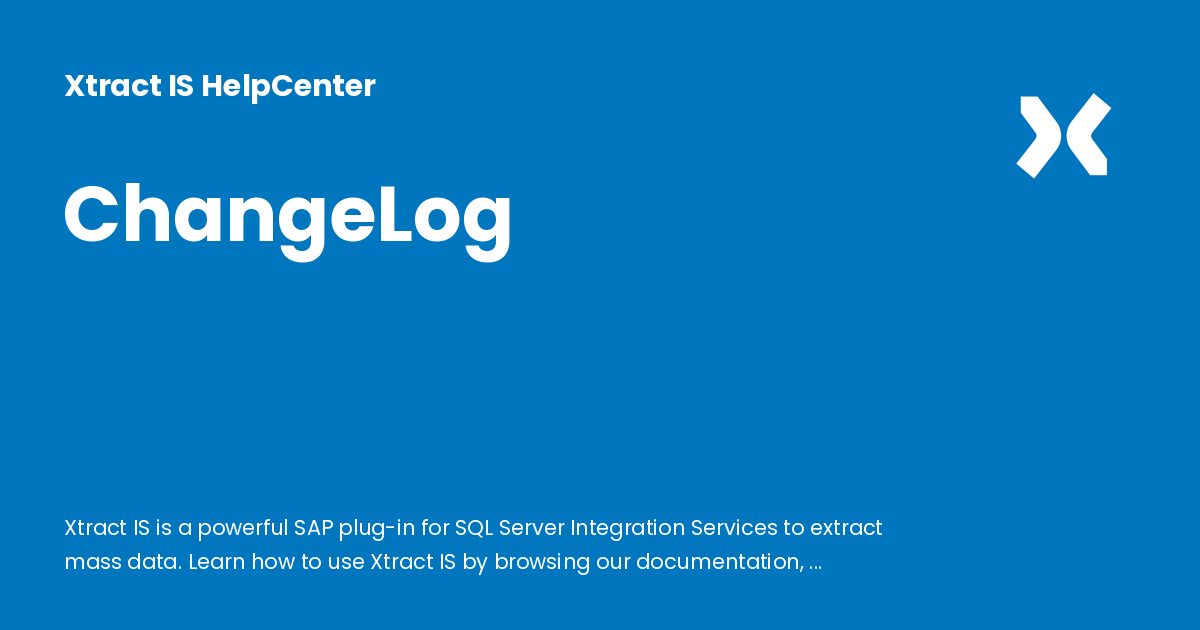 Xtract IS HelpCenter
ChangeLog
Xtract IS is a powerful SAP plug-in for SQL Server Integration Services to extract
mass data. Learn how to use Xtract IS by browsing our documentation, ...